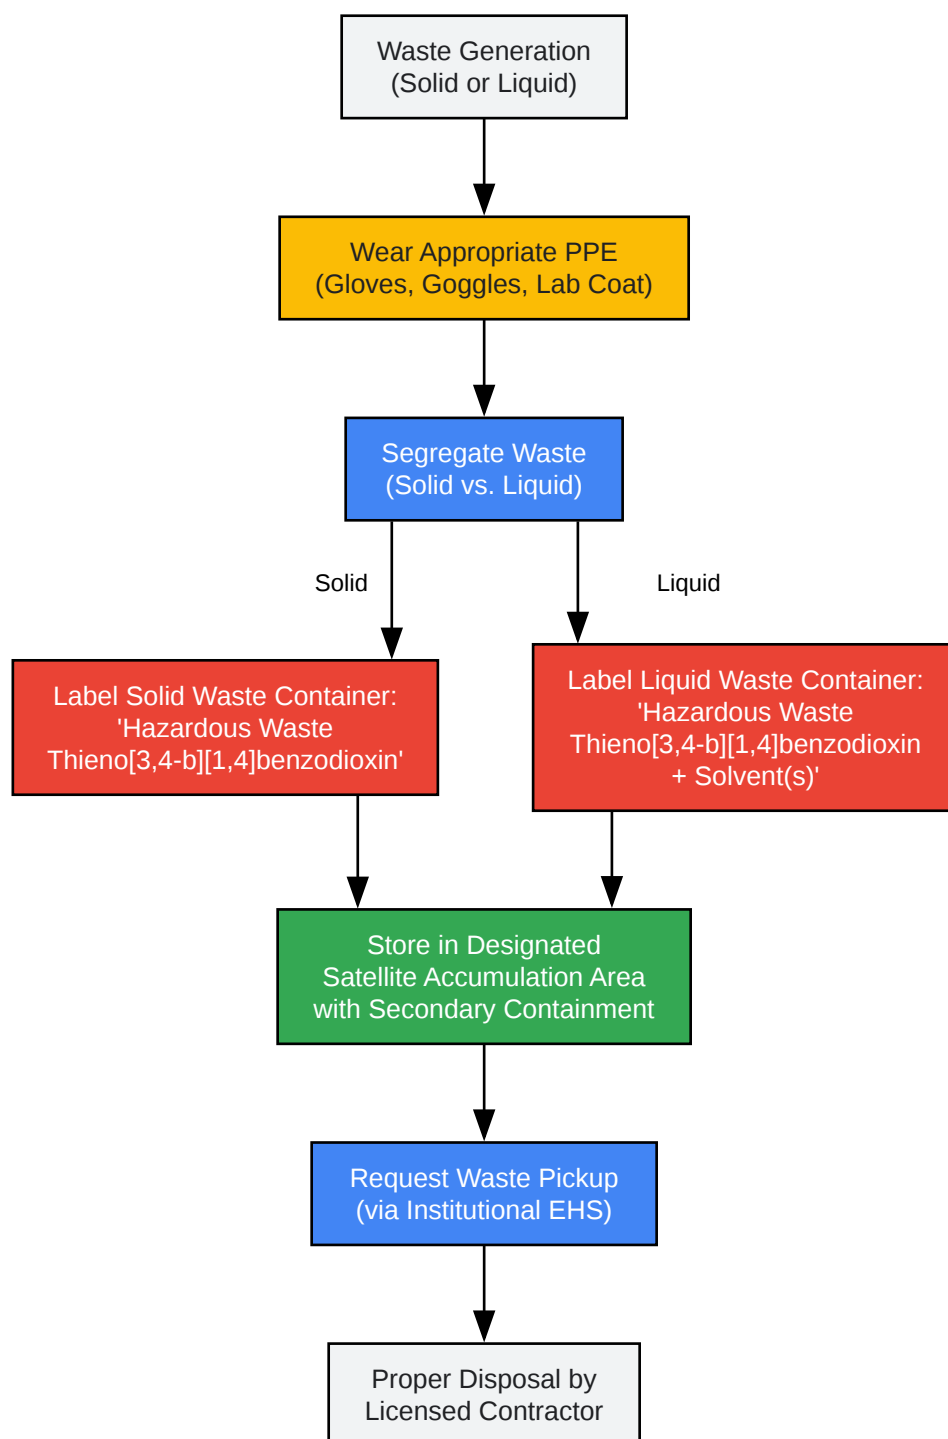 Waste Generation
(Solid or Liquid)
Wear Appropriate PPE
(Gloves, Goggles, Lab Coat)
Segregate Waste
(Solid vs. Liquid)
Solid
Liquid
Label Solid Waste Container:
'Hazardous Waste
Thieno[3,4-b][1,4]benzodioxin'
Label Liquid Waste Container:
'Hazardous Waste
Thieno[3,4-b][1,4]benzodioxin
+ Solvent(s)'
Store in Designated
Satellite Accumulation Area
with Secondary Containment
Request Waste Pickup
(via Institutional EHS)
Proper Disposal by
Licensed Contractor